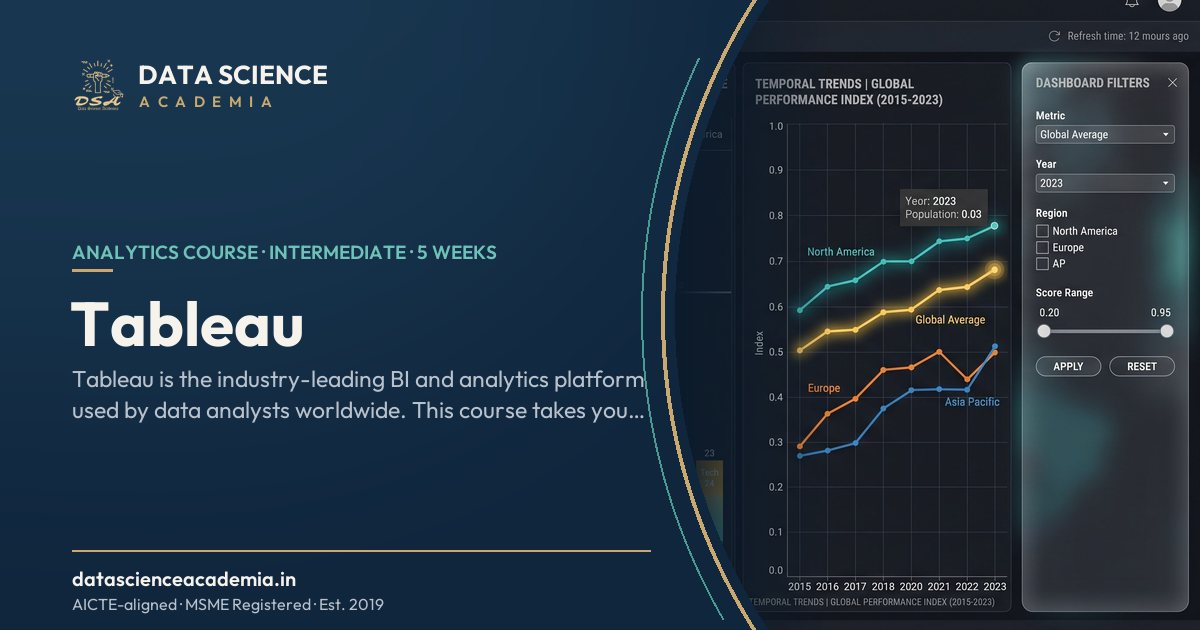 DATA SCIENCE
ACADEMIA
DSA
ANALYTICS COURSE · INTERMEDIATE · 5 WEEKS
Tableau
Tableau is the industry-leading BI and analytics platform
used by data analysts worldwide. This course takes you...
datascienceacademia.in
AICTE-aligned · MSME Registered · Est. 2019
Refresh time: 12 mours ago
TEMPORAL TRENDS | GLOBAL
PERFORMANCE INDEX (2015-2023)
1.0
0.9
0.8
0.7
0.6
0.5
0.4
0.3
0.2
0.1
0.0
Index
Yeor: 2023
Population: 0.03
North America
Global Average
Europe
Asia Pacific
2015 2016 2017 2018 2020 2021 2022 2023
TEMPORAL TRENDS | GLOBAL PERFORMANCE INDEX (2015-2023)
rica
23
Tech
24
DASHBOARD FILTERS
Metric
Global Average
Year
2023
Region
North America
Europe
AP
Score Range
0.20 0.95
APPLY RESET